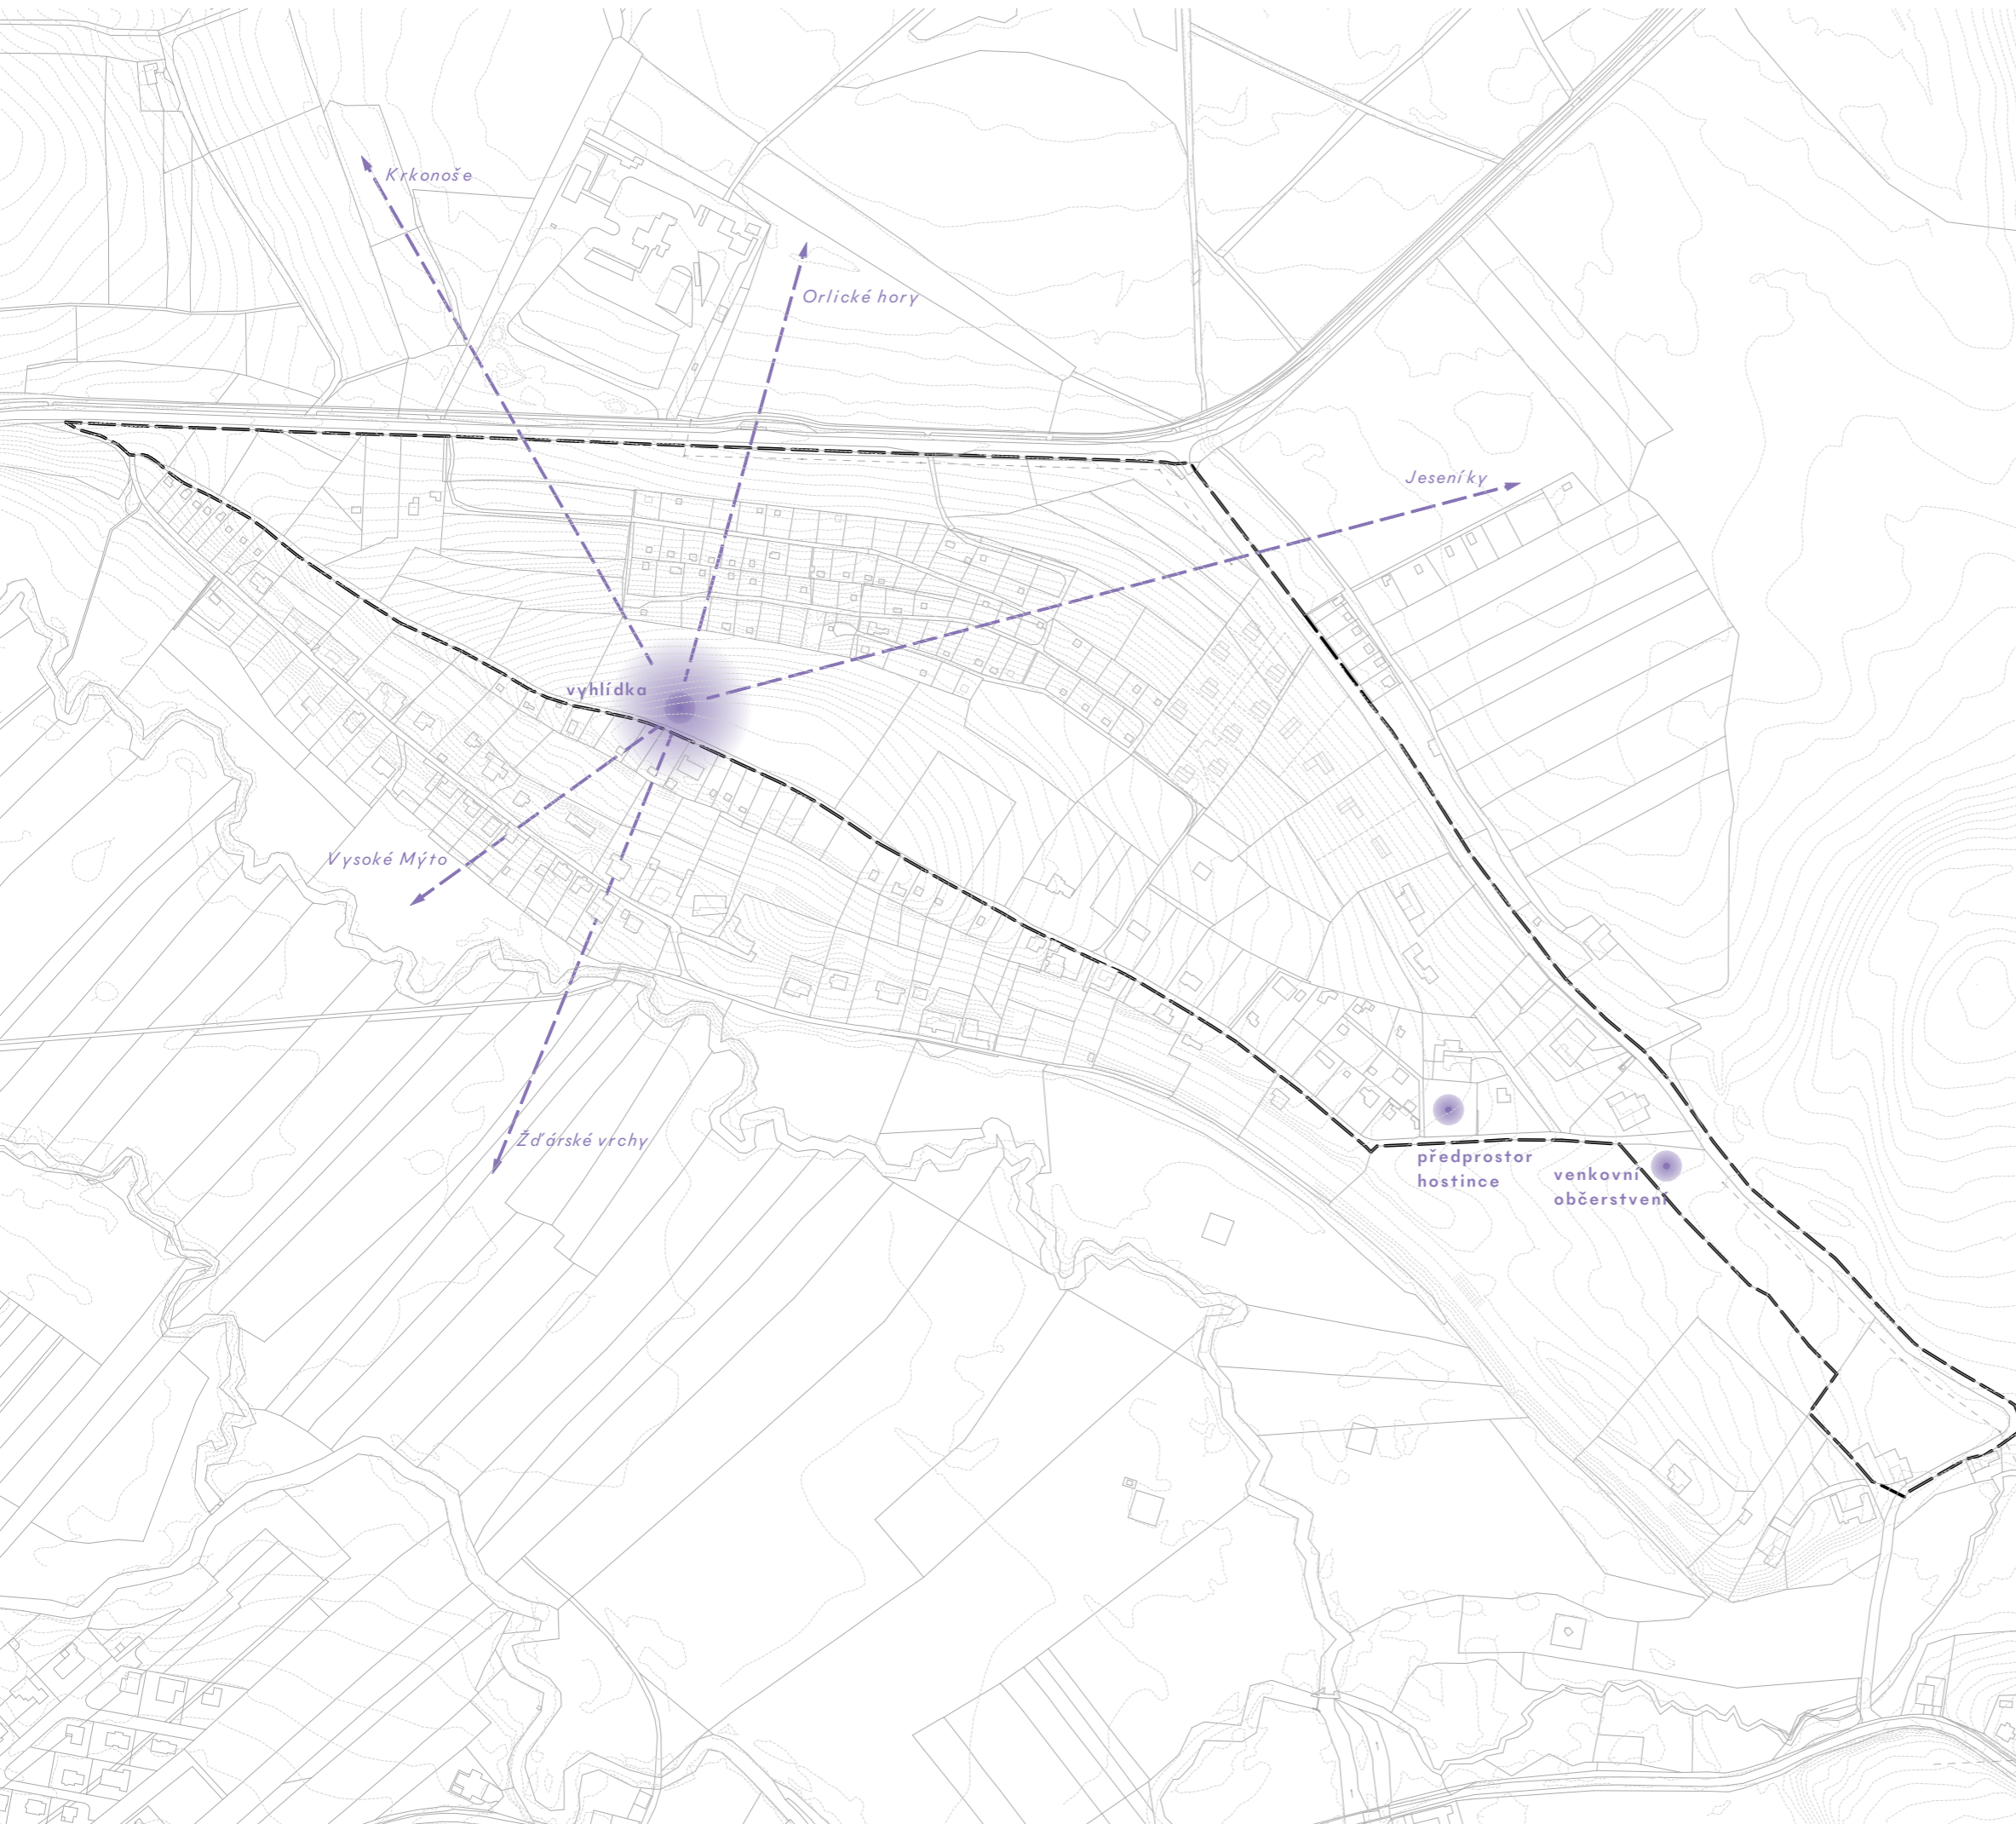 Krkonoše
Orlické hory
Jeseníky
vyhlídka
Vysoké Mýto
Žďárské vrchy
předprostor
hostince
venkovní
občerstvení